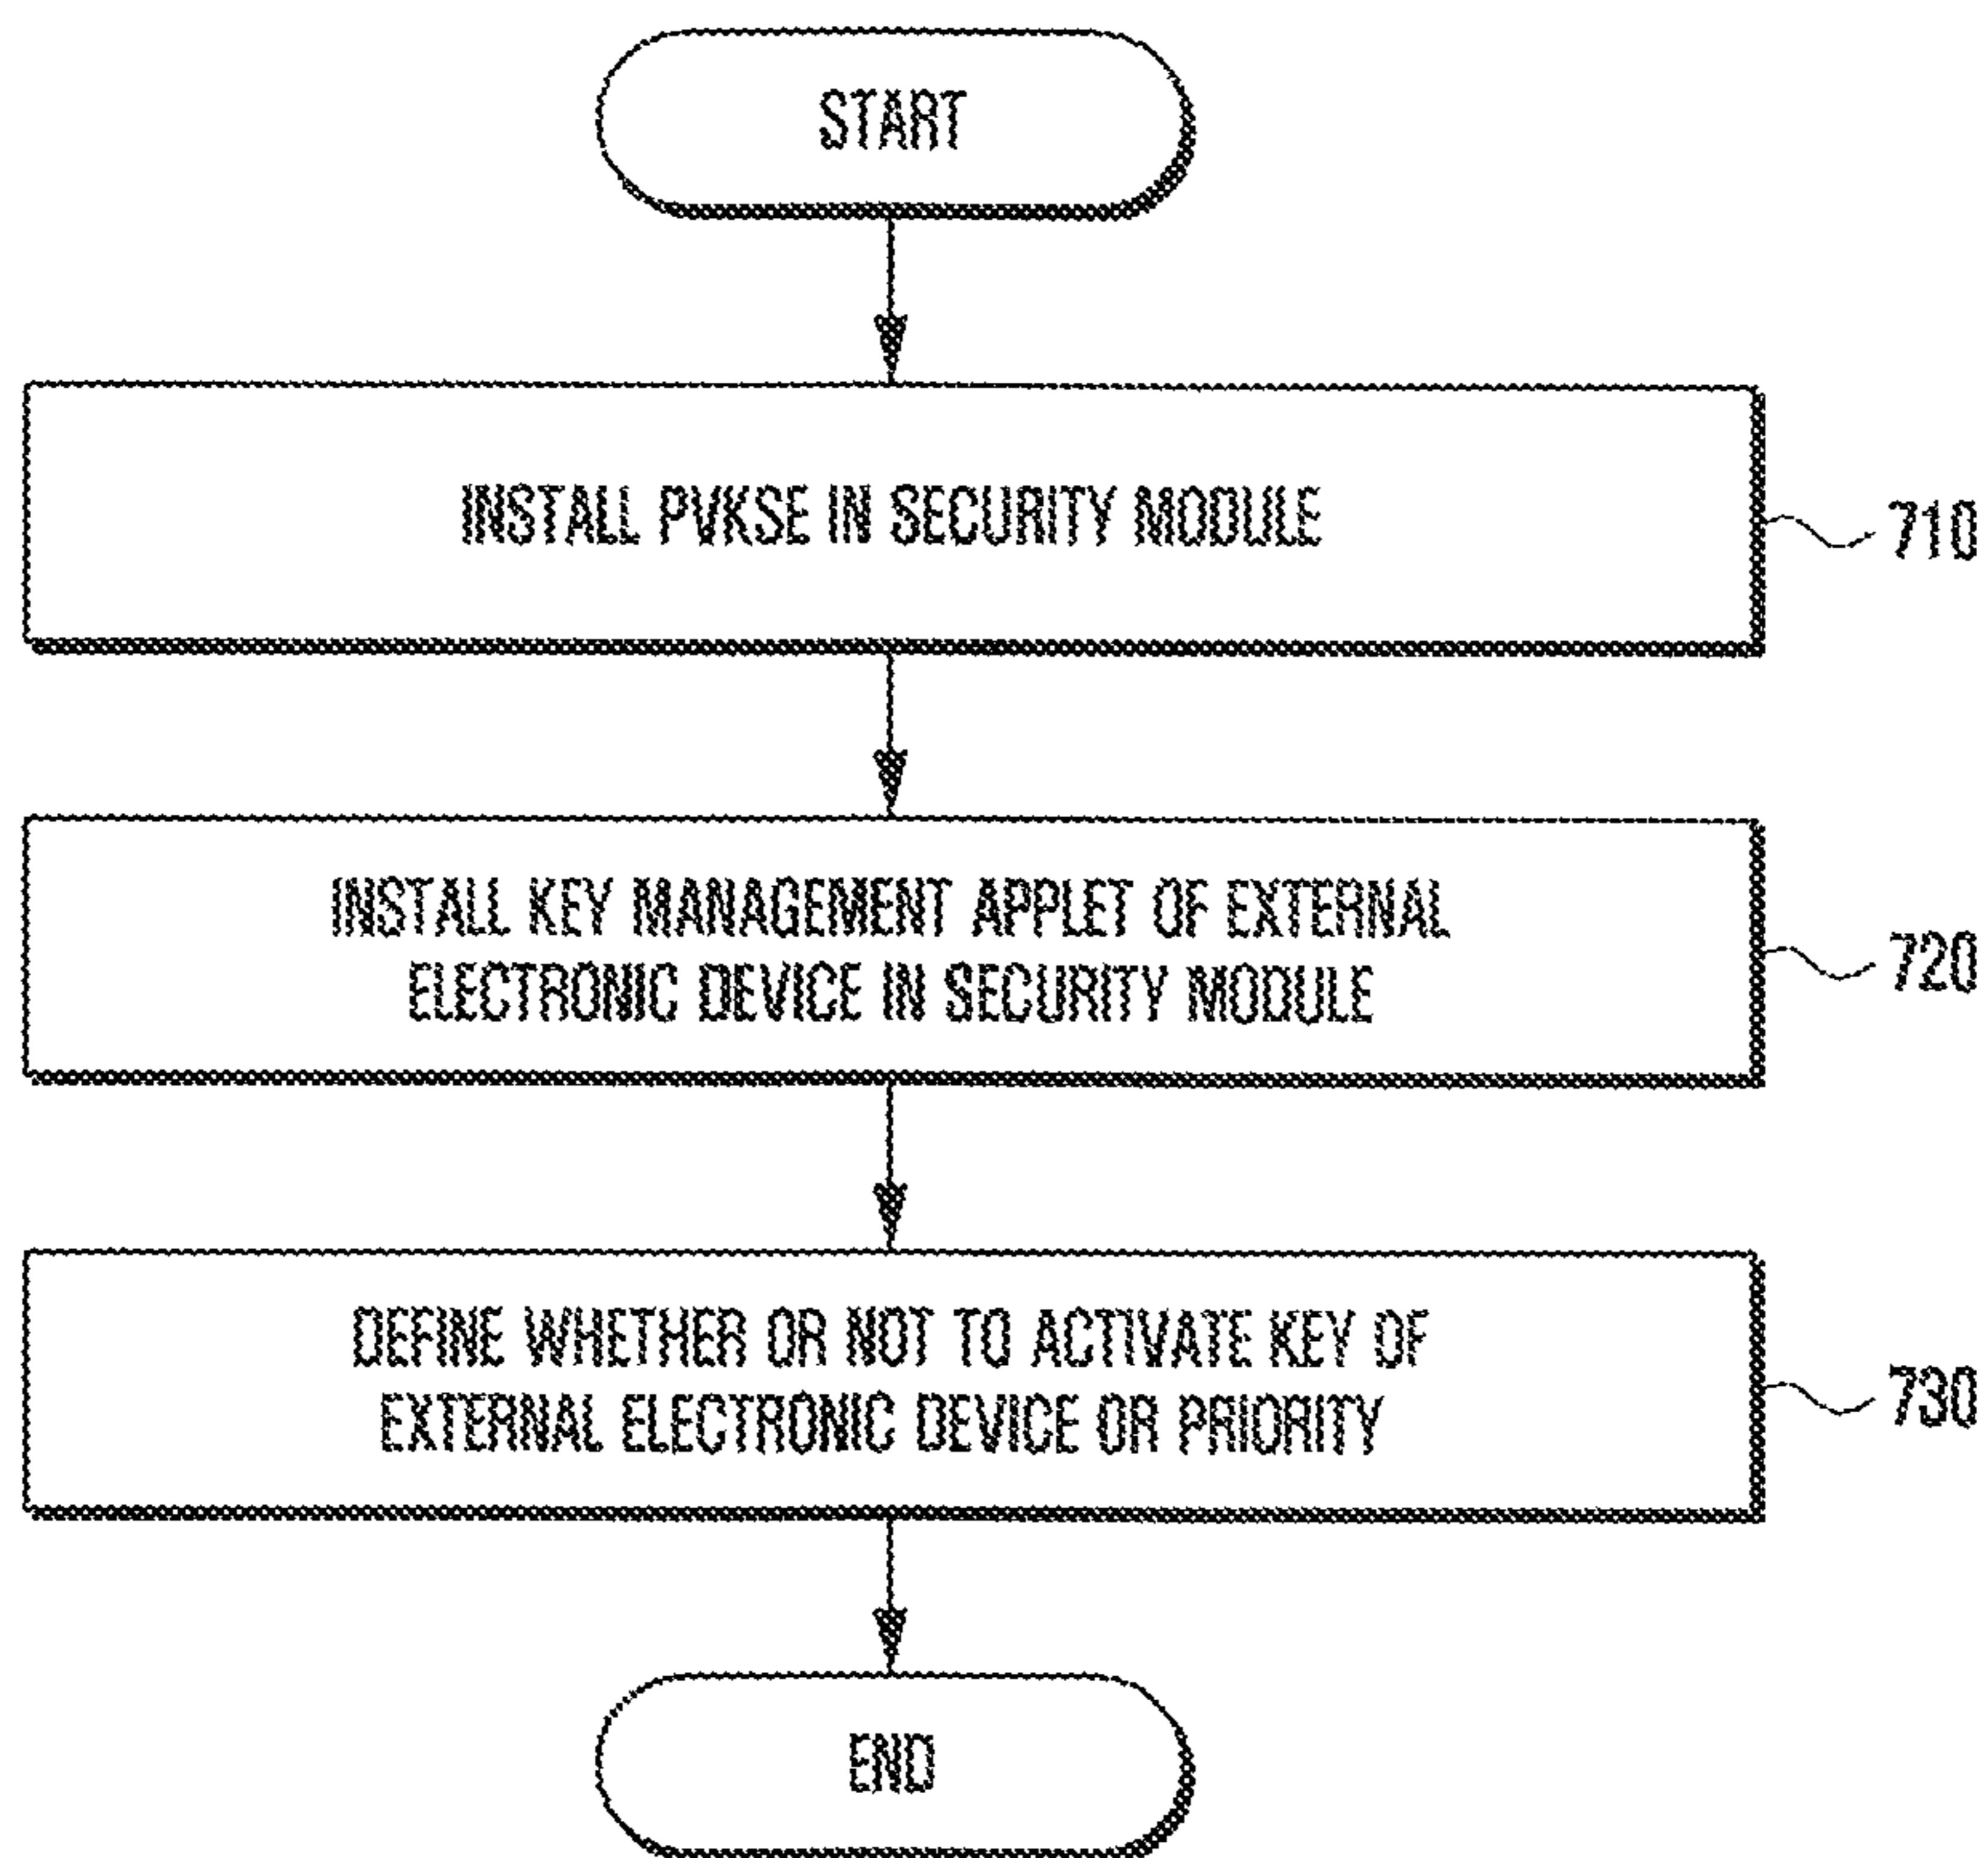 START
INSTALL PVKSE IN SECURITY MODULE
710
INSTALL KEY MANAGEMENT APPLET OF EXTERNAL
ELECTRONIC DEVICE IN SECURITY MODULE
720
DEFINE WHETHER OR NOT TO ACTIVATE KEY OF
EXTERNAL ELECTRONIC DEVICE OR PRIORITY
730
END